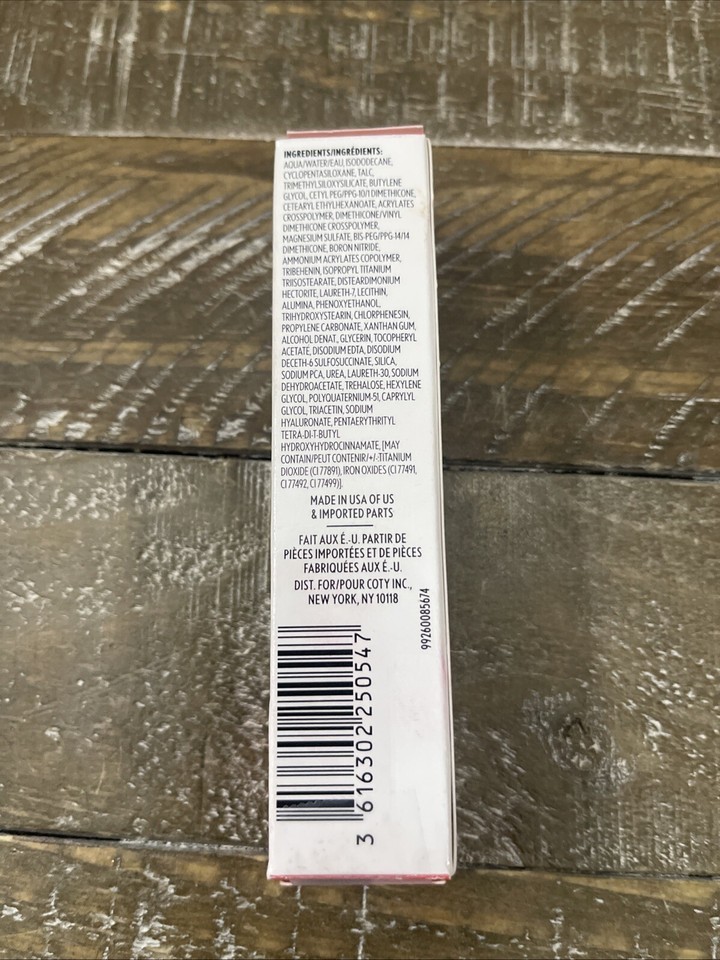 INGREDIENTS/INGRÉDIENTS:
AQUA/WATER/EAU, ISODODECANE,
CYCLOPENTASILOXANE, TALC,
TRIMETHYLSILOXYSILICATE, BUTYLENE
GLYCOL, CETYL PEG/PPG-10/1 DIMETHICONE,
CETEARYL ETHYLHEXANOATE, ACRYLATES
CROSSPOLYMER, DIMETHICONE/VINYL
DIMETHICONE CROSSPOLYMER,
MAGNESIUM SULFATE, BIS-PEG/PPG-14/14
DIMETHICONE, BORON NITRIDE,
AMMONIUM ACRYLATES COPOLYMER,
TRIBEHENIN, ISOPROPYL TITANIUM
TRIISOSTEARATE, DISTEARDIMONIUM
HECTORITE, LAURETH-7, LECITHIN,
ALUMINA, PHENOXYETHANOL,
TRIHYDROXYSTEARIN, CHLORPHENESIN,
PROPYLENE CARBONATE, XANTHAN GUM,
ALCOHOL DENAT., GLYCERIN, TOCOPHERYL
ACETATE, DISODIUM EDTA, DISODIUM
DECETH-6 SULFOSUCCINATE, SILICA,
SODIUM PCA, UREA, LAURETH-30, SODIUM
DEHYDROACETATE, TREHALOSE, HEXYLENE
GLYCOL, POLYQUATERNIUM-51, CAPRYLYL
GLYCOL, TRIACETIN, SODIUM
HYALURONATE, PENTAERYTHRITYL
TETRA-DI-T-BUTYL
HYDROXYHYDROCINNAMATE, [MAY
CONTAIN/PEUT CONTENIR/+/-:TITANIUM
DIOXIDE (CI 77891), IRON OXIDES (CI 77491,
CI 77492, CI 77499)].
MADE IN USA OF US
& IMPORTED PARTS
FAIT AUX É.-U. PARTIR DE
PIÈCES IMPORTÉES ET DE PIÈCES
FABRIQUÉES AUX É.-U.
DIST. FOR/POUR COTY INC.,
NEW YORK, NY 10118
99260085674
3 616302 250547